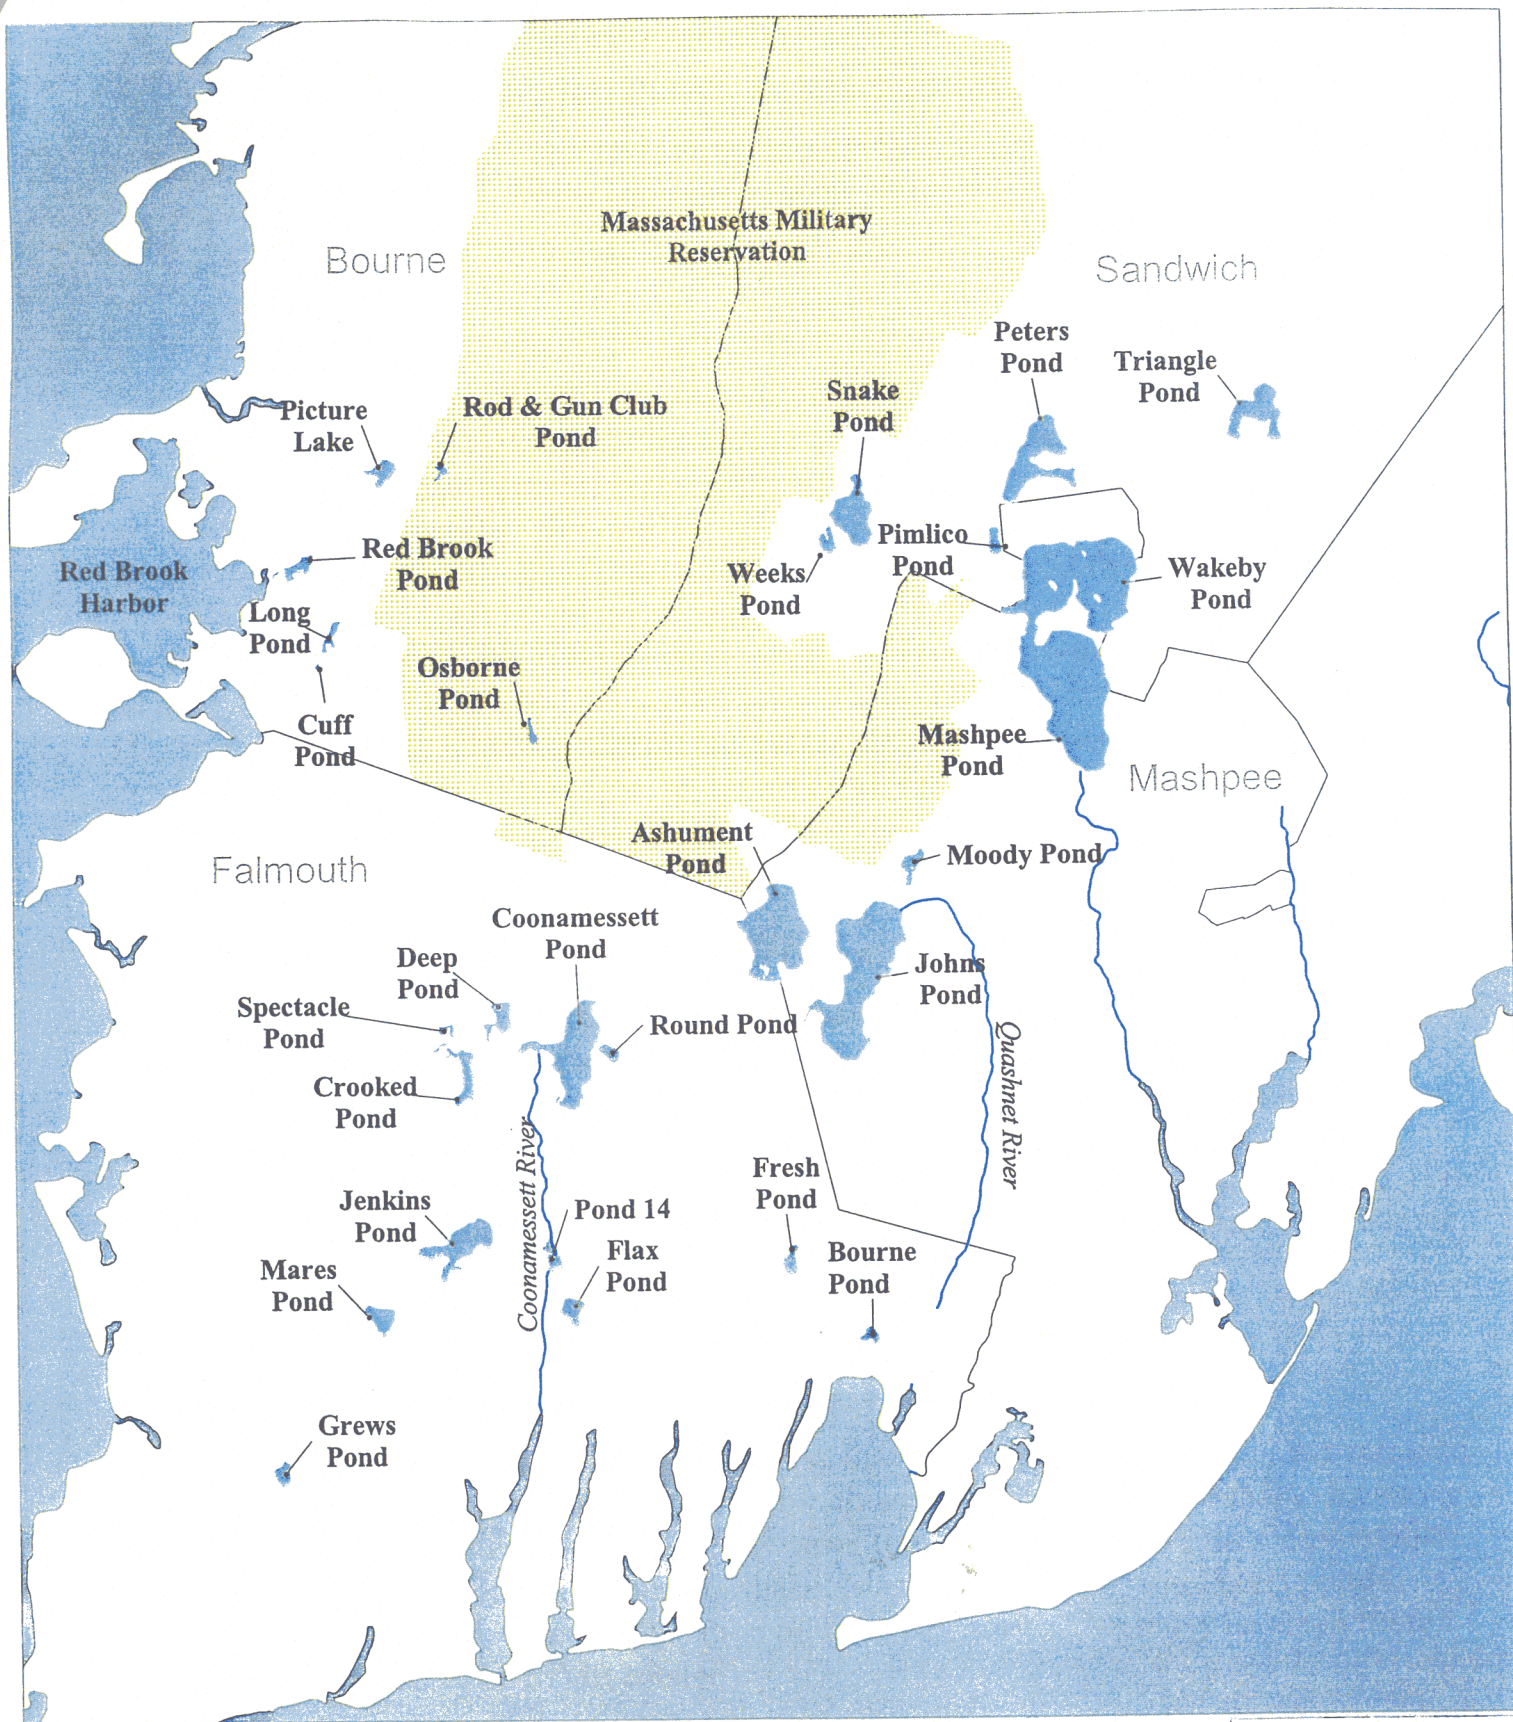 Massachusetts Military
Reservation
Bourne
Sandwich
Peters
Pond
Triangle
Pond
Snake
Pond
Picture
Lake
Rod & Gun Club
Pond
Pimlico
Pond
Red Brook
Pond
Red Brook
Harbor
Weeks
Pond
Wakeby
Pond
Long
Pond
Osborne
Pond
Cuff
Pond
Mashpee
Pond
Mashpee
Ashument
Pond
Moody Pond
Falmouth
Coonamessett
Pond
Deep
Pond
Johns
Pond
Spectacle
Pond
Round Pond
Crooked
Pond
Quashnet River
Coonamessett River
Fresh
Pond
Jenkins
Pond
Pond 14
Flax
Pond
Bourne
Pond
Mares
Pond
Grews
Pond